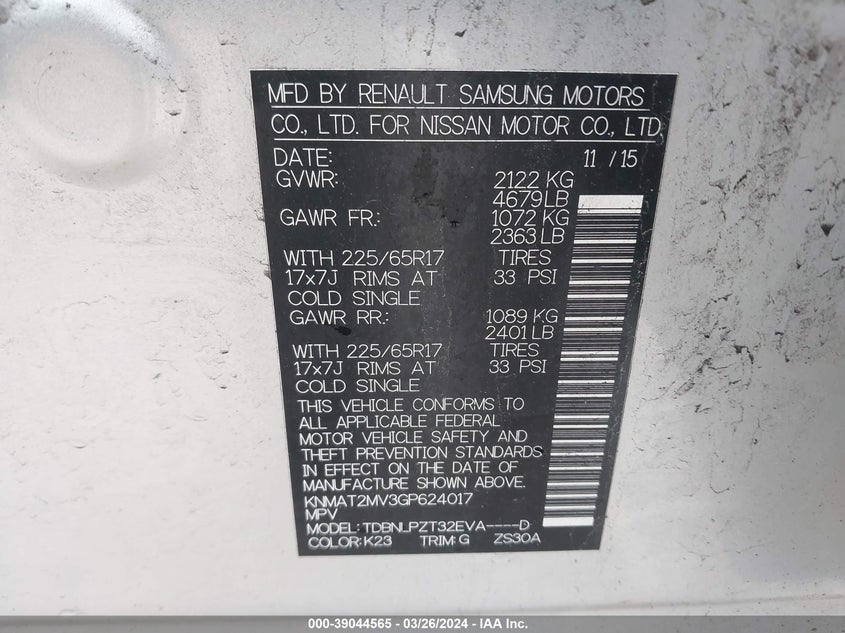 MFD BY RENAULT SAMSUNG MOTORS
CO., LTD. FOR NISSAN MOTOR CO., LTD.
DATE: 11 / 15
GVWR: 2122 KG
4679 LB
GAWR FR.: 1072 KG
2363 LB
WITH 225/65R17 TIRES
17x7J RIMS AT 33 PSI
COLD SINGLE
GAWR RR.: 1089 KG
2401 LB
WITH 225/65R17 TIRES
17x7J RIMS AT 33 PSI
COLD SINGLE
THIS VEHICLE CONFORMS TO
ALL APPLICABLE FEDERAL
MOTOR VEHICLE SAFETY AND
THEFT PREVENTION STANDARDS
IN EFFECT ON THE DATE OF
MANUFACTURE SHOWN ABOVE.
KNMAT2MV3GP624017
MPV
MODEL: TDBNLPZT32EVA----D
COLOR: K23 TRIM: G ZS30A
000-39044565 - 03/26/2024 - IAA Inc.